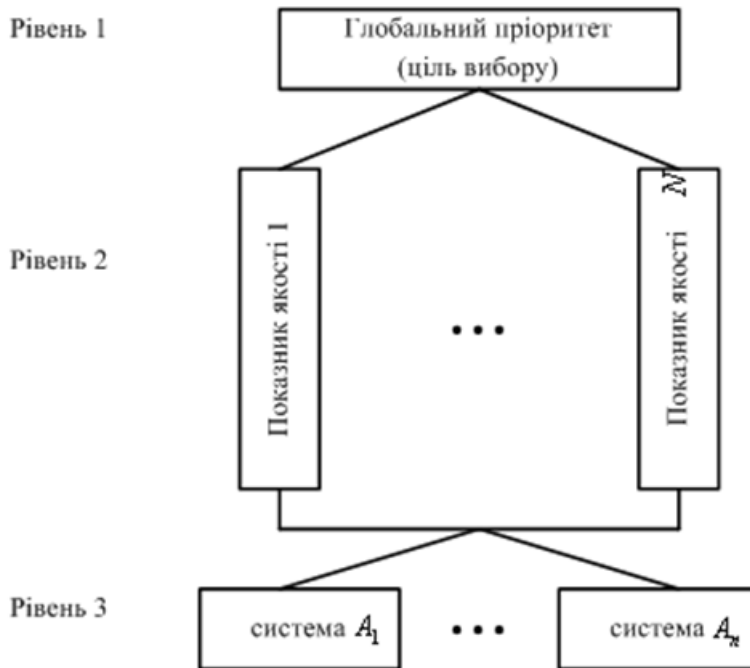 Рівень 1
Глобальний пріоритет
(ціль вибору)
Рівень 2
Показник якості 1
...
Показник якості N
Рівень 3
система A₁
...
система Aₙ